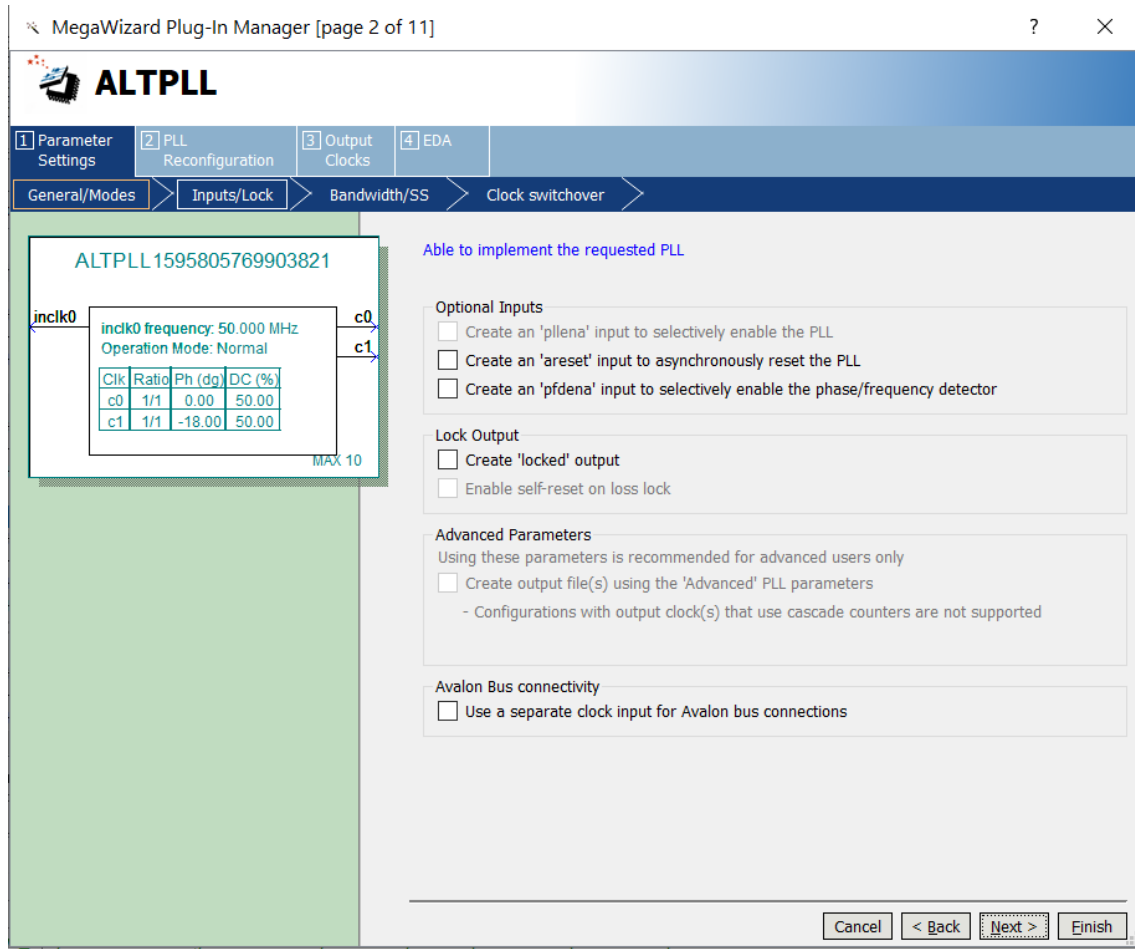 MegaWizard Plug-In Manager [page 2 of 11]
?
ALTPLL
1 Parameter Settings
2 PLL Reconfiguration
3 Output Clocks
4 EDA
General/Modes
Inputs/Lock
Bandwidth/SS
Clock switchover
ALTPLL1595805769903821
inclk0
c0
c1
inclk0 frequency: 50.000 MHz
Operation Mode: Normal
Clk Ratio Ph (dg) DC (%)
c0 1/1 0.00 50.00
c1 1/1 -18.00 50.00
MAX 10
Able to implement the requested PLL
Optional Inputs
Create an 'pllena' input to selectively enable the PLL
Create an 'areset' input to asynchronously reset the PLL
Create an 'pfdena' input to selectively enable the phase/frequency detector
Lock Output
Create 'locked' output
Enable self-reset on loss lock
Advanced Parameters
Using these parameters is recommended for advanced users only
Create output file(s) using the 'Advanced' PLL parameters
- Configurations with output clock(s) that use cascade counters are not supported
Avalon Bus connectivity
Use a separate clock input for Avalon bus connections
Cancel
< Back
Next >
Finish